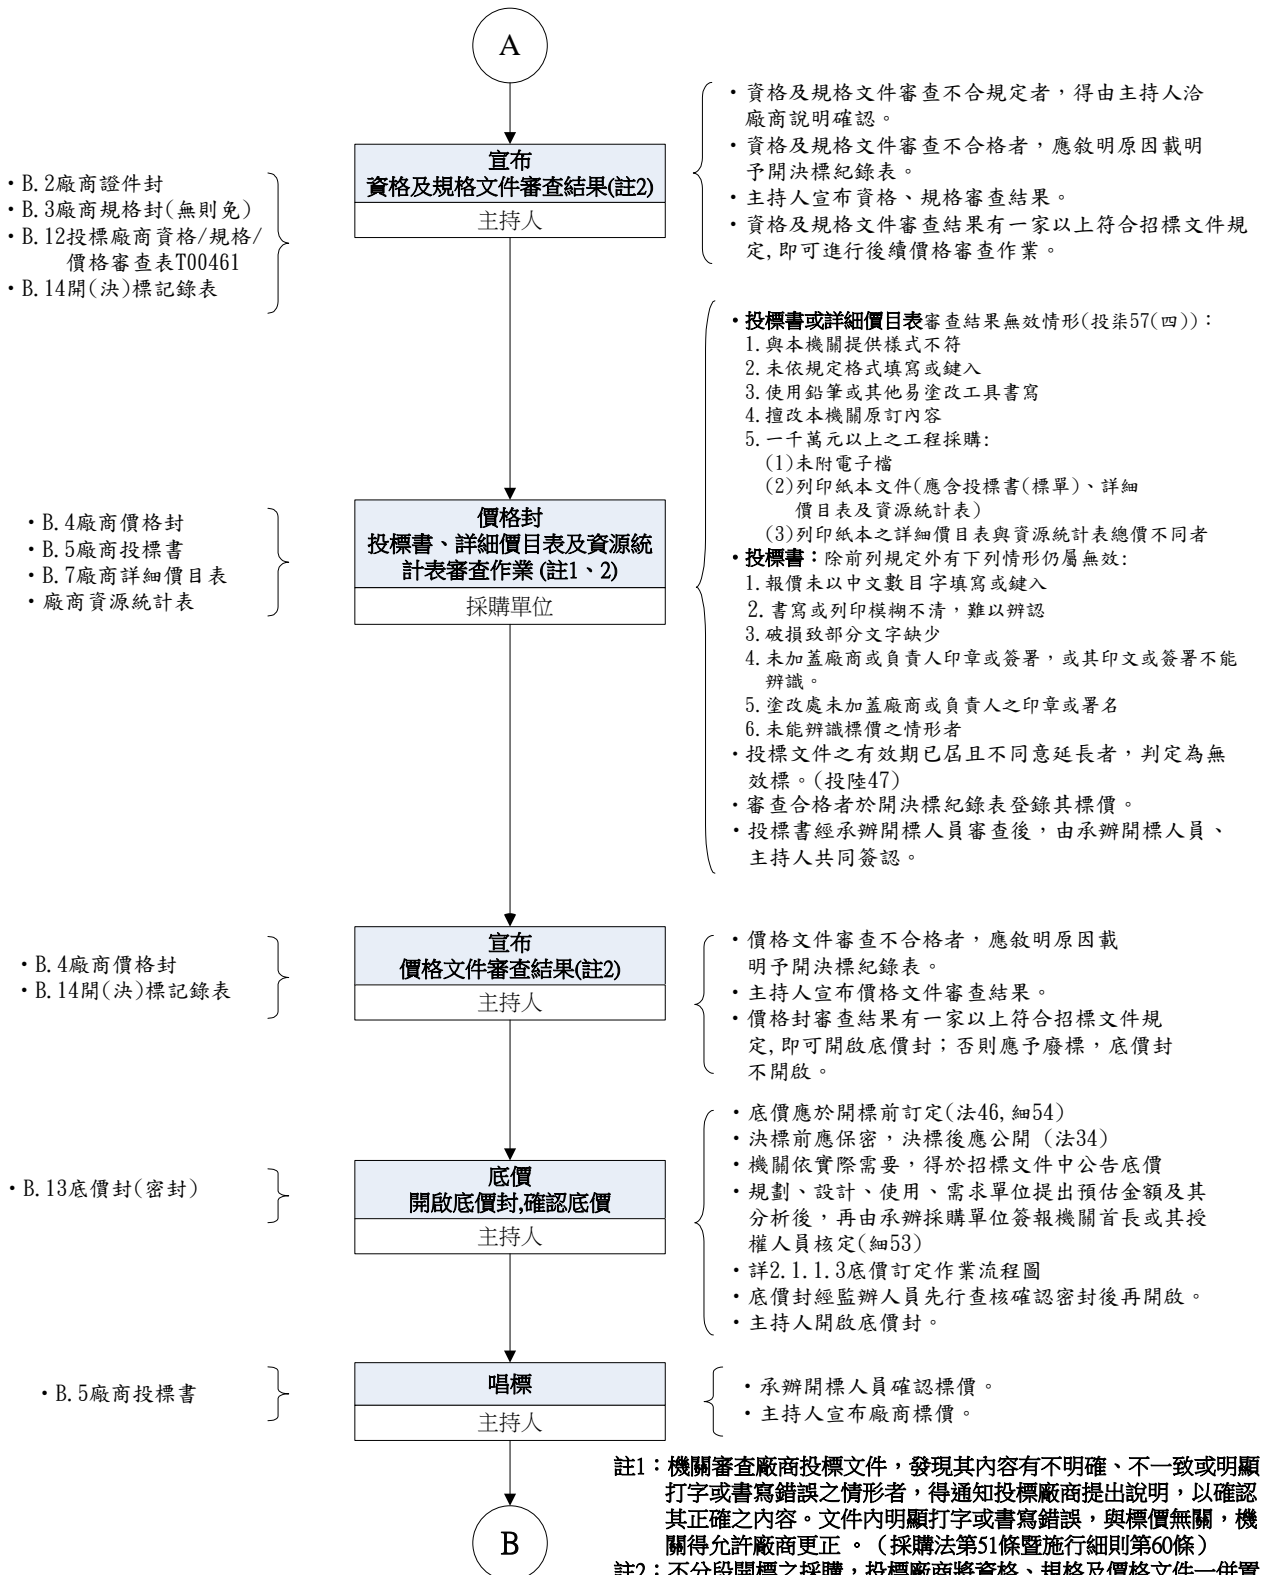 A
宣布
資格及規格文件審查結果(註2)
主持人
・B.2廠商證件封
・B.3廠商規格封(無則免)
・B.12投標廠商資格/規格/
價格審查表T00461
・B.14開(決)標記錄表
・資格及規格文件審查不合規定者，得由主持人洽
廠商說明確認。
・資格及規格文件審查不合格者，應敘明原因載明
予開決標紀錄表。
・主持人宣布資格、規格審查結果。
・資格及規格文件審查結果有一家以上符合招標文件規
定,即可進行後續價格審查作業。
價格封
投標書、詳細價目表及資源統
計表審查作業 (註1、2)
採購單位
・B.4廠商價格封
・B.5廠商投標書
・B.7廠商詳細價目表
・廠商資源統計表
・投標書或詳細價目表審查結果無效情形(投柒57(四))：
1.與本機關提供樣式不符
2.未依規定格式填寫或鍵入
3.使用鉛筆或其他易塗改工具書寫
4.擅改本機關原訂內容
5.一千萬元以上之工程採購:
(1)未附電子檔
(2)列印紙本文件(應含投標書(標單)、詳細
價目表及資源統計表)
(3)列印紙本之詳細價目表與資源統計表總價不同者
・投標書：除前列規定外有下列情形仍屬無效:
1.報價未以中文數目字填寫或鍵入
2.書寫或列印模糊不清，難以辨認
3.破損致部分文字缺少
4.未加蓋廠商或負責人印章或簽署，或其印文或簽署不能
辨識。
5.塗改處未加蓋廠商或負責人之印章或署名
6.未能辨識標價之情形者
・投標文件之有效期已屆且不同意延長者，判定為無
效標。(投陸47)
・審查合格者於開決標紀錄表登錄其標價。
・投標書經承辦開標人員審查後，由承辦開標人員、
主持人共同簽認。
宣布
價格文件審查結果(註2)
主持人
・B.4廠商價格封
・B.14開(決)標記錄表
・價格文件審查不合格者，應敘明原因載
明予開決標紀錄表。
・主持人宣布價格文件審查結果。
・價格封審查結果有一家以上符合招標文件規
定,即可開啟底價封；否則應予廢標，底價封
不開啟。
底價
開啟底價封,確認底價
主持人
・B.13底價封(密封)
・底價應於開標前訂定(法46,細54)
・決標前應保密，決標後應公開 (法34)
・機關依實際需要，得於招標文件中公告底價
・規劃、設計、使用、需求單位提出預估金額及其
分析後，再由承辦採購單位簽報機關首長或其授
權人員核定(細53)
・詳2.1.1.3底價訂定作業流程圖
・底價封經監辦人員先行查核確認密封後再開啟。
・主持人開啟底價封。
唱標
主持人
・B.5廠商投標書
・承辦開標人員確認標價。
・主持人宣布廠商標價。
B
註1：機關審查廠商投標文件，發現其內容有不明確、不一致或明顯
打字或書寫錯誤之情形者，得通知投標廠商提出說明，以確認
其正確之內容。文件內明顯打字或書寫錯誤，與標價無關，機
關得允許廠商更正 。（採購法第51條暨施行細則第60條）
註2：不分段開標之採購，投標廠商將資格、規格及價格文件一併置